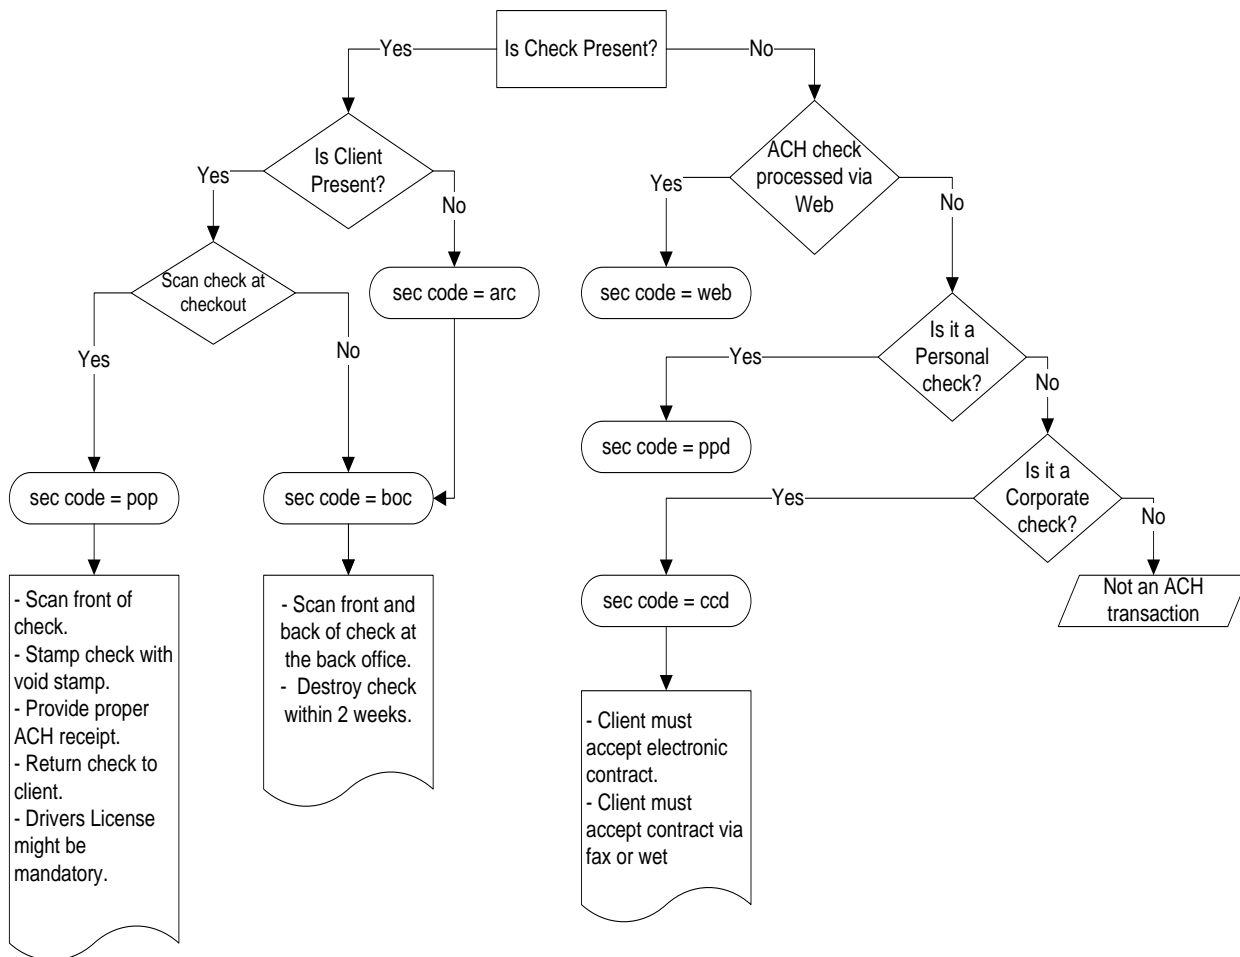 Is Check Present?
Yes
No
Is Client
Present?
ACH check
processed via
Web
Yes
No
Yes
No
Scan check at
checkout
sec code = arc
sec code = web
Yes
No
Is it a
Personal
check?
Yes
No
sec code = ppd
Is it a
Corporate
check?
sec code = pop
sec code = boc
Yes
No
- Scan front of
check.
- Stamp check with
void stamp.
- Provide proper
ACH receipt.
- Return check to
client.
- Drivers License
might be
mandatory.
- Scan front and
back of check at
the back office.
- Destroy check
within 2 weeks.
sec code = ccd
Not an ACH
transaction
- Client must
accept electronic
contract.
- Client must
accept contract via
fax or wet